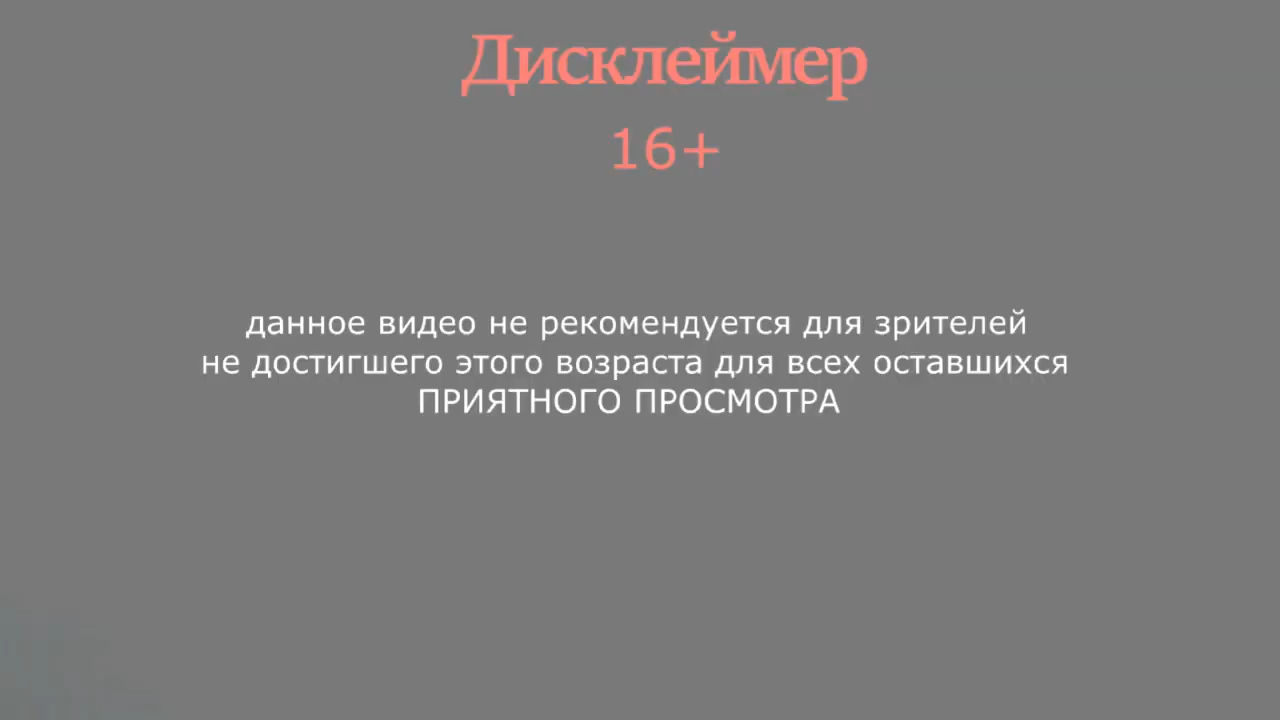 Дисклеймер
16+
данное видео не рекомендуется для зрителей
не достигшего этого возраста для всех оставшихся
ПРИЯТНОГО ПРОСМОТРА